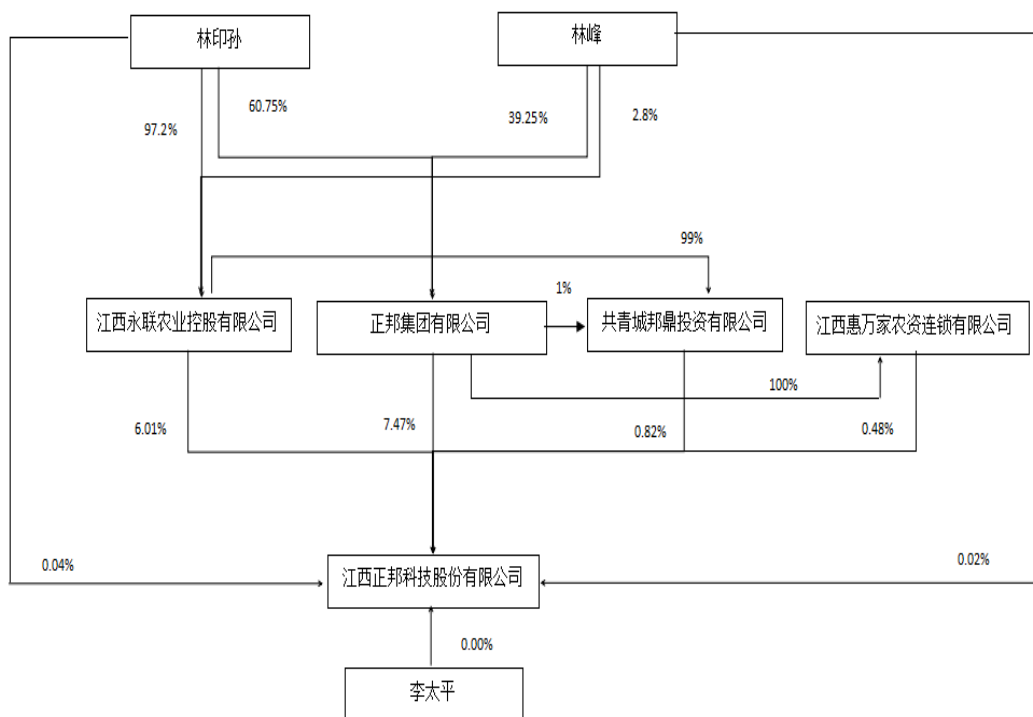 林印孙
林峰
60.75%
39.25%
2.8%
97.2%
99%
1%
江西永联农业控股有限公司
正邦集团有限公司
共青城邦鼎投资有限公司
江西惠万家农资连锁有限公司
100%
6.01%
7.47%
0.82%
0.48%
0.04%
江西正邦科技股份有限公司
0.02%
0.00%
李太平